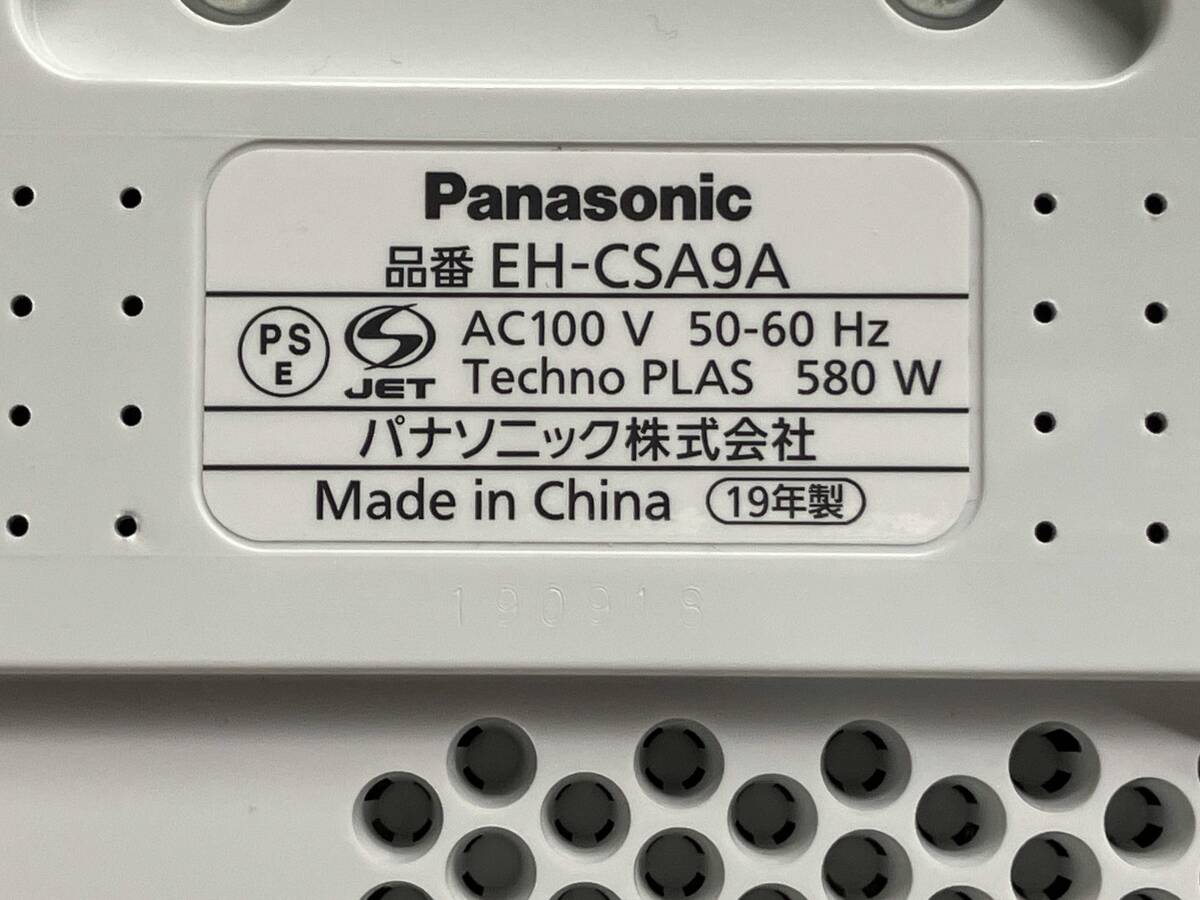 Panasonic
品番 EH-CSA9A
PS
E
JET
AC100 V 50-60 Hz
Techno PLAS 580 W
パナソニック株式会社
Made in China 19年製
190918